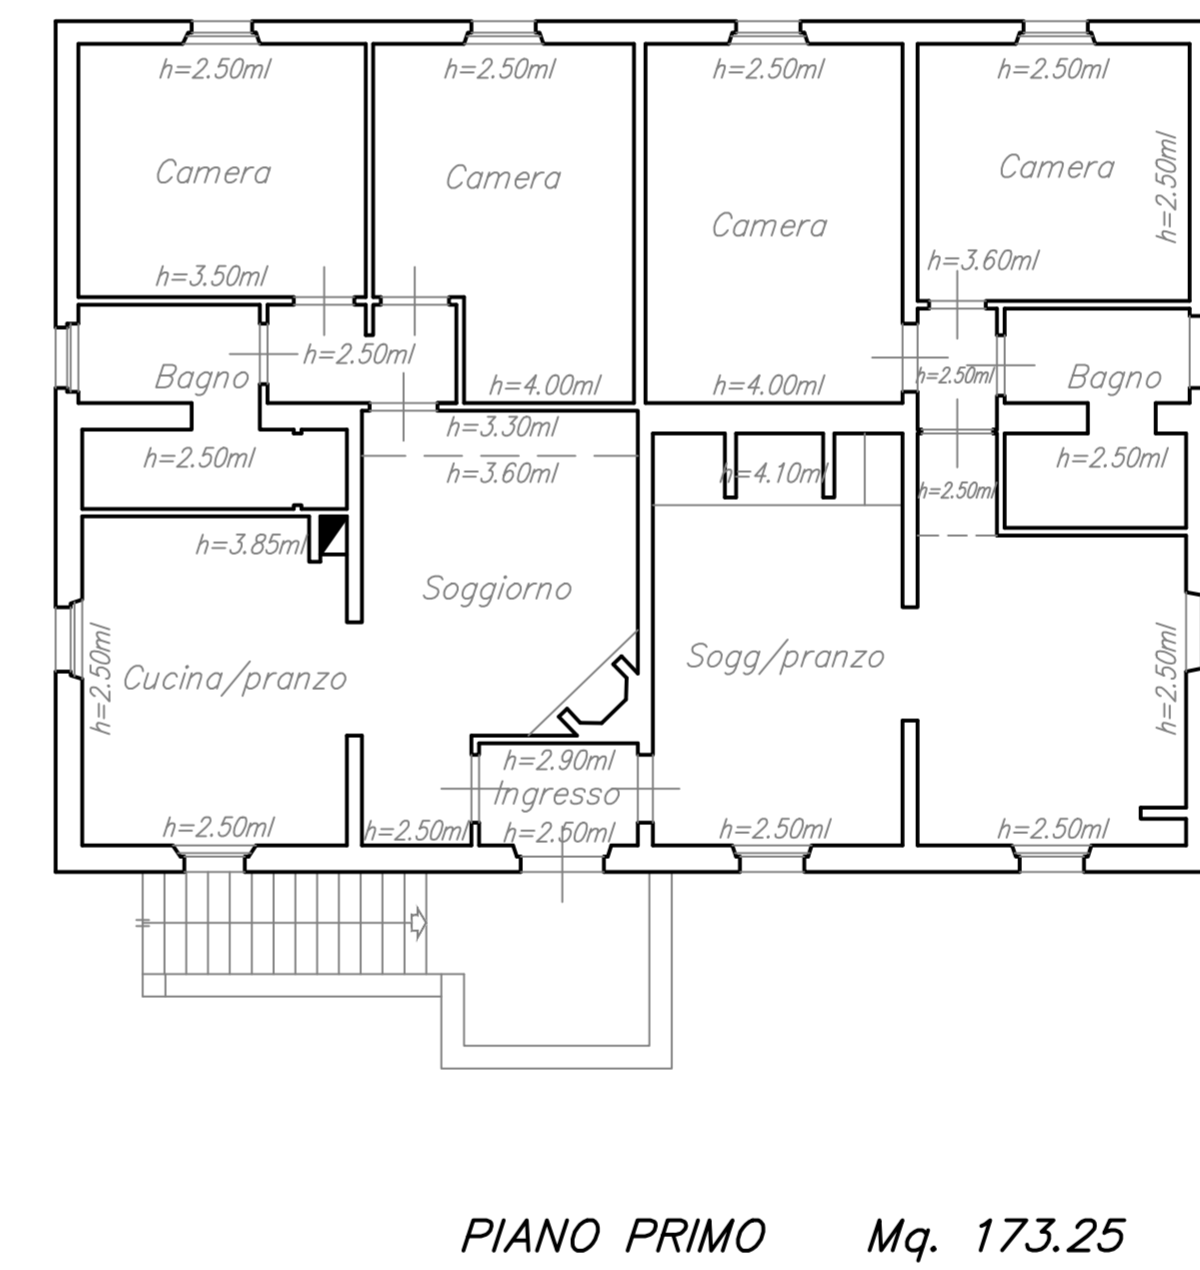 h=2.50ml h=2.50ml h=2.50ml h=2.50ml
h=2.50ml
Camera Camera Camera Camera
h=3.50ml h=3.60ml
h=2.50ml h=2.50ml
Bagno h=4.00ml h=4.00ml Bagno
h=3.30ml
h=2.50ml h=3.60ml h=4.10ml h=2.50ml h=2.50ml
h=3.85ml
Soggiorno
h=2.50ml Cucina/pranzo Sogg/pranzo h=2.50ml
h=2.90ml
Ingresso
h=2.50ml h=2.50ml h=2.50ml h=2.50ml h=2.50ml
PIANO PRIMO Mq. 173.25